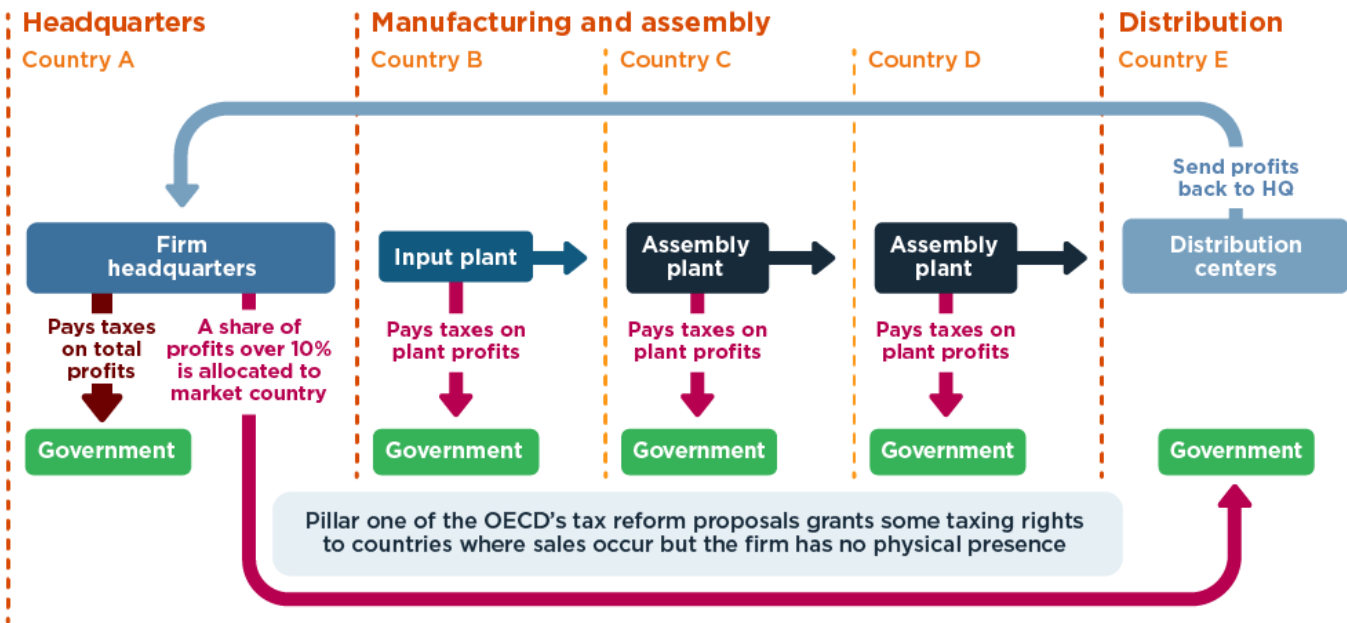 Headquarters
Manufacturing and assembly
Distribution
Country A
Country B
Country C
Country D
Country E
Send profits
back to HQ
Firm
headquarters
Input plant
Assembly
plant
Assembly
plant
Distribution
centers
Pays taxes
on total
profits
A share of
profits over 10%
is allocated to
market country
Pays taxes on
plant profits
Pays taxes on
plant profits
Pays taxes on
plant profits
Government
Government
Government
Government
Government
Pillar one of the OECD's tax reform proposals grants some taxing rights
to countries where sales occur but the firm has no physical presence